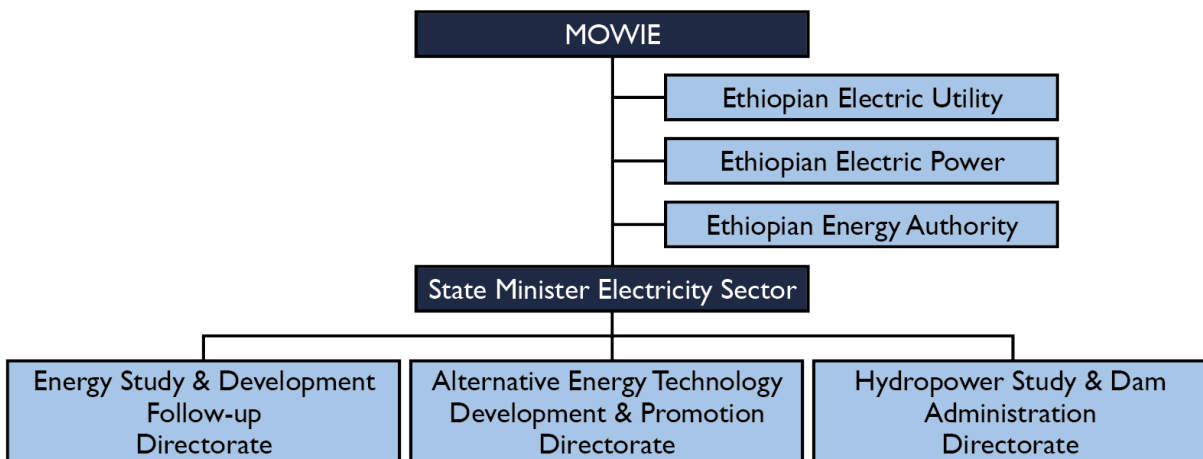 MOWIE
Ethiopian Electric Utility
Ethiopian Electric Power
Ethiopian Energy Authority
State Minister Electricity Sector
Energy Study & Development
Follow-up
Directorate
Alternative Energy Technology
Development & Promotion
Directorate
Hydropower Study & Dam
Administration
Directorate